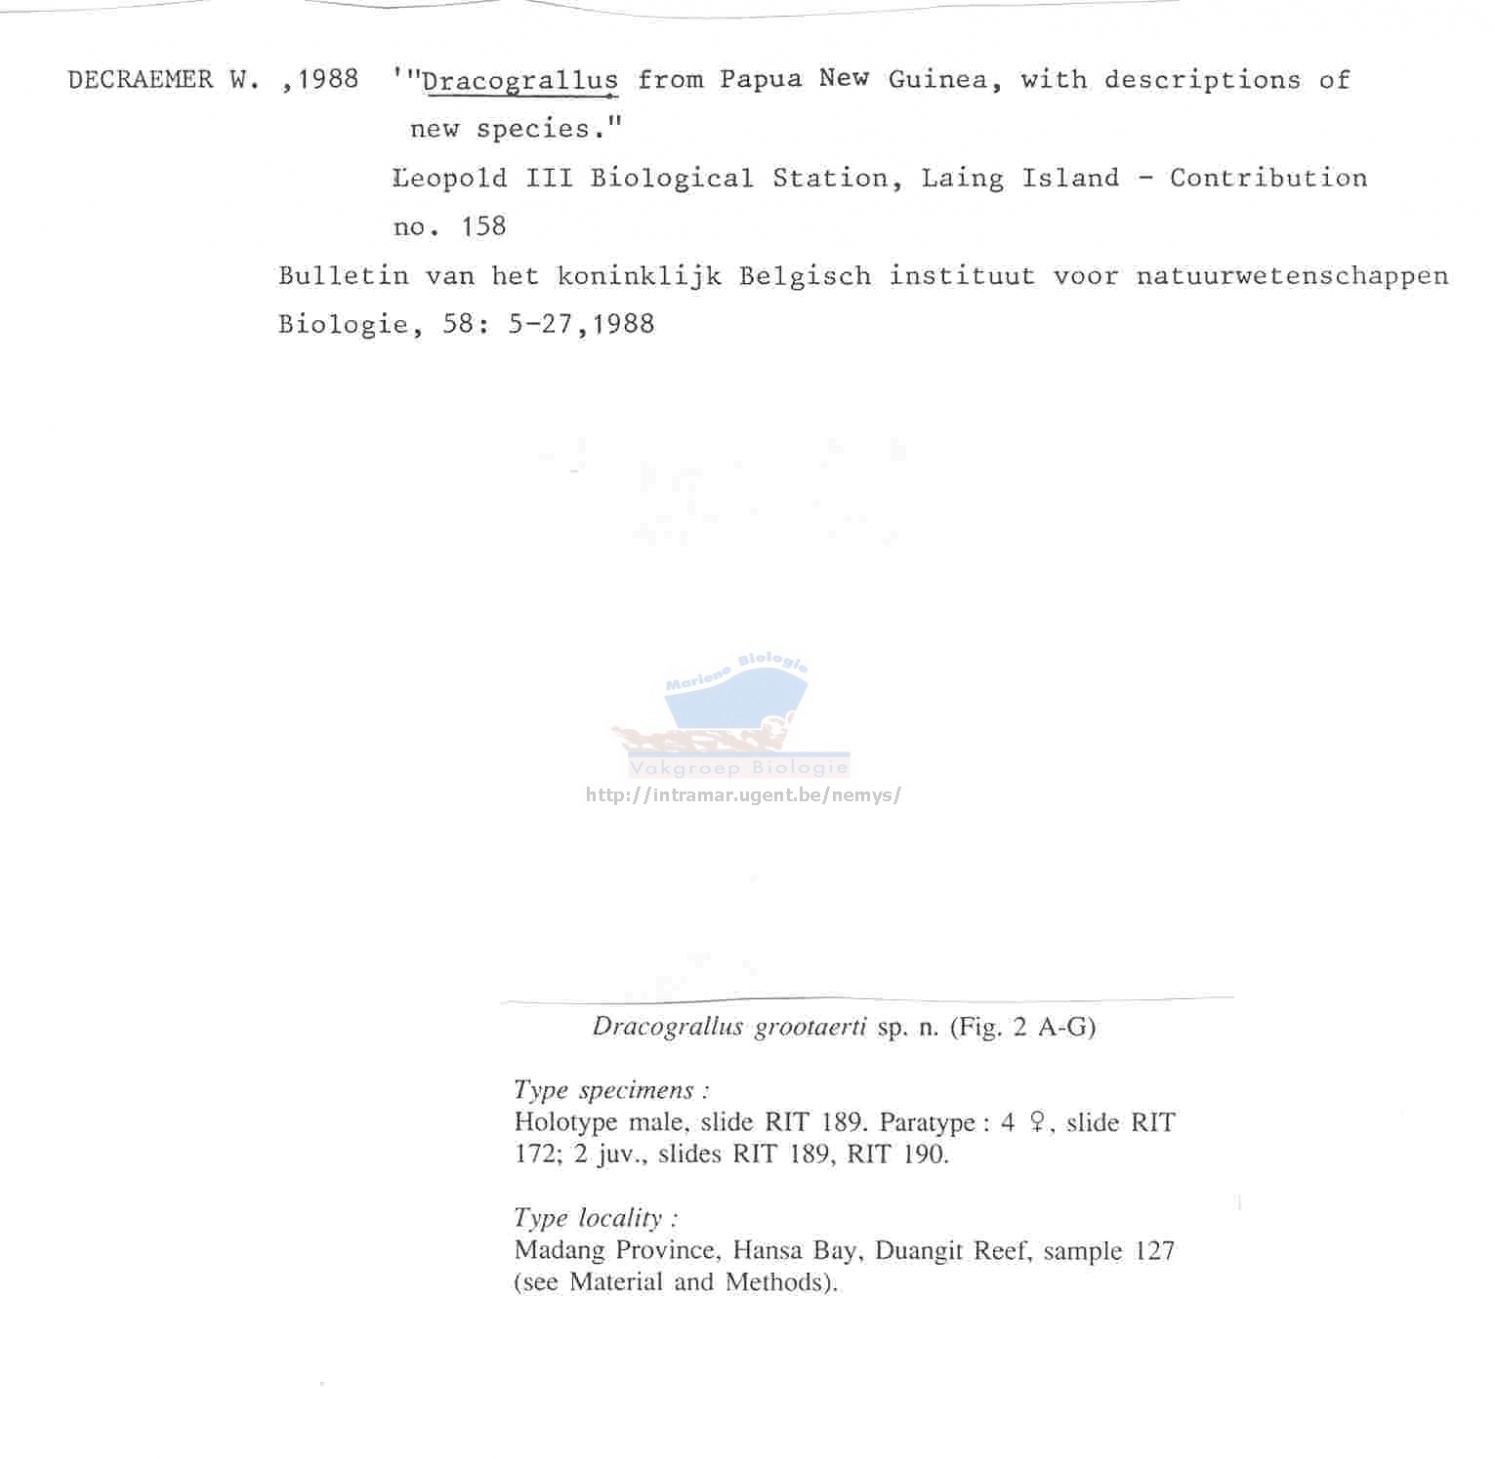 DECRAEMER W. ,1988 '"Dracograllus from Papua New Guinea, with descriptions of
new species."
Leopold III Biological Station, Laing Island - Contribution
no. 158
Bulletin van het koninklijk Belgisch instituut voor natuurwetenschappen
Biologie, 58: 5-27,1988
Mariene Biologie
Vakgroep Biologie
http://intramar.ugent.be/nemys/
Dracograllus grootaerti sp. n. (Fig. 2 A-G)
Type specimens :
Holotype male, slide RIT 189. Paratype : 4 ♀, slide RIT
172; 2 juv., slides RIT 189, RIT 190.
Type locality :
Madang Province, Hansa Bay, Duangit Reef, sample 127
(see Material and Methods).